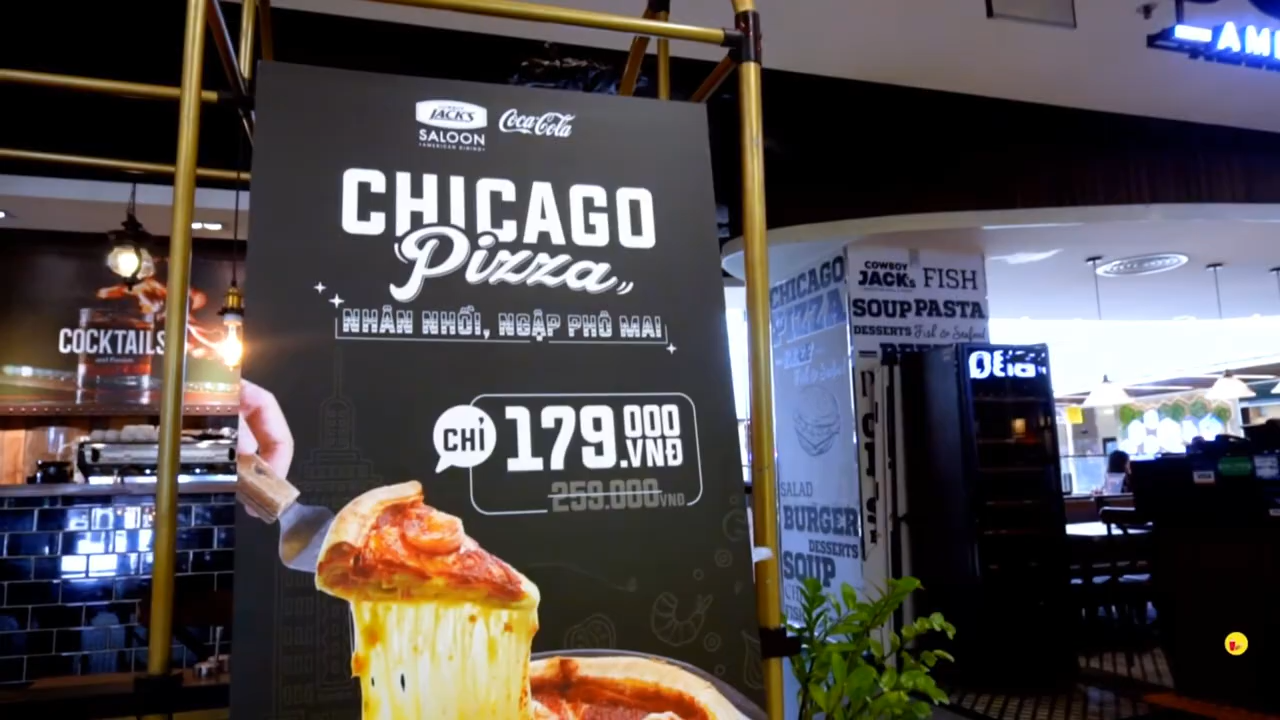 COWBOY
JACK'S
SALOON
•AMERICAN DINING•
Coca-Cola
CHICAGO
Pizza
NHÂN NHỒI, NGẬP PHÔ MAI
CHỈ
179.000
.VNĐ
259.000VNĐ
COCKTAILS
CHICAGO
PIZZA
COWBOY
JACK's
FISH
SOUP PASTA
DESSERTS Fish & Seafood
SALAD
BURGER
DESSERTS
SOUP
AM